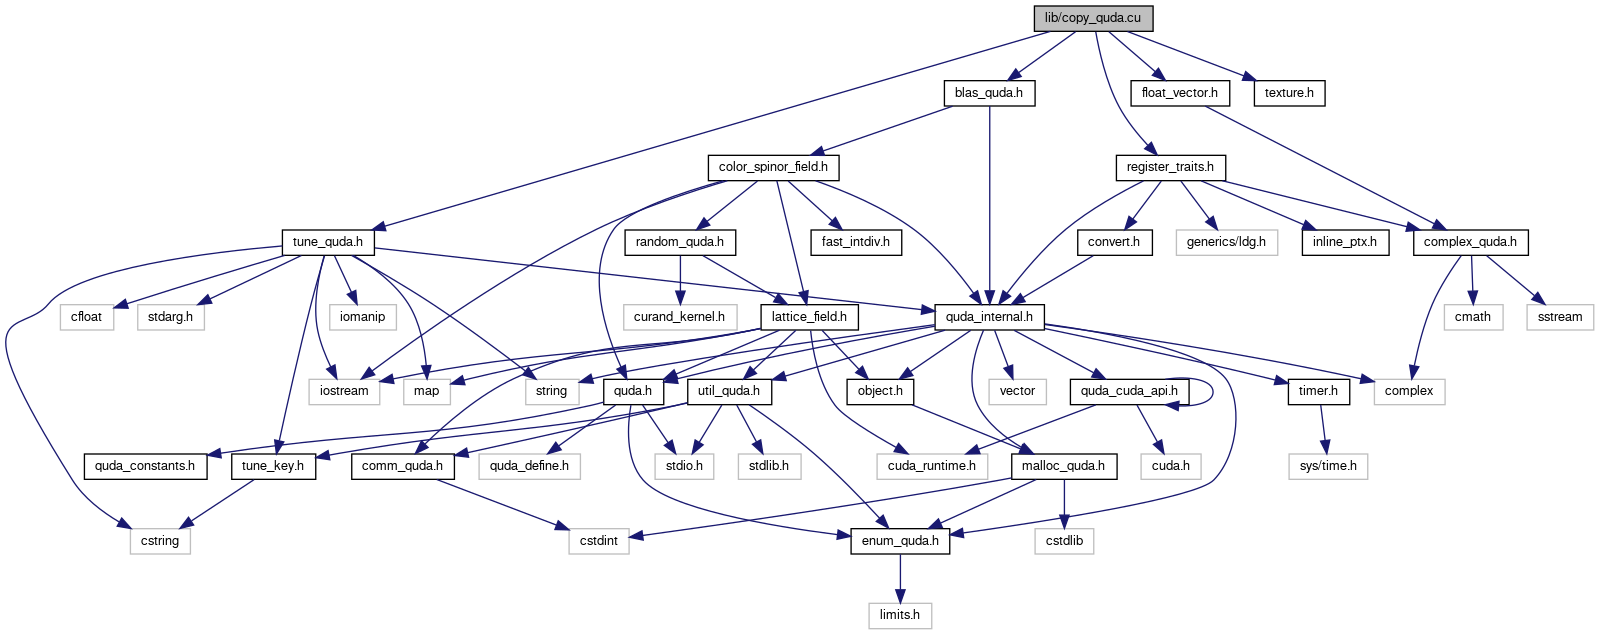 lib/copy_quda.cu
blas_quda.h
float_vector.h
texture.h
color_spinor_field.h
register_traits.h
tune_quda.h
random_quda.h
fast_intdiv.h
convert.h
generics/ldg.h
inline_ptx.h
complex_quda.h
cfloat
stdarg.h
iomanip
curand_kernel.h
lattice_field.h
quda_internal.h
cmath
sstream
iostream
map
string
quda.h
util_quda.h
object.h
vector
quda_cuda_api.h
timer.h
complex
quda_constants.h
tune_key.h
comm_quda.h
quda_define.h
stdio.h
stdlib.h
cuda_runtime.h
malloc_quda.h
cuda.h
sys/time.h
cstring
cstdint
enum_quda.h
cstdlib
limits.h